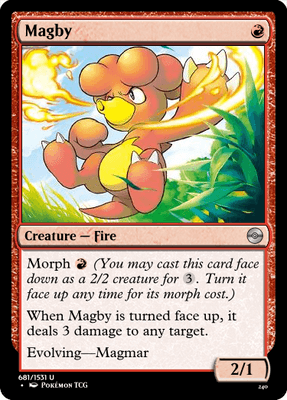 Magby
Creature — Fire
Morph (You may cast this card face
down as a 2/2 creature for 3. Turn it
face up any time for its morph cost.)
When Magby is turned face up, it
deals 3 damage to any target.
Evolving—Magmar
2/1
681/1531 U
• Pokémon TCG
240